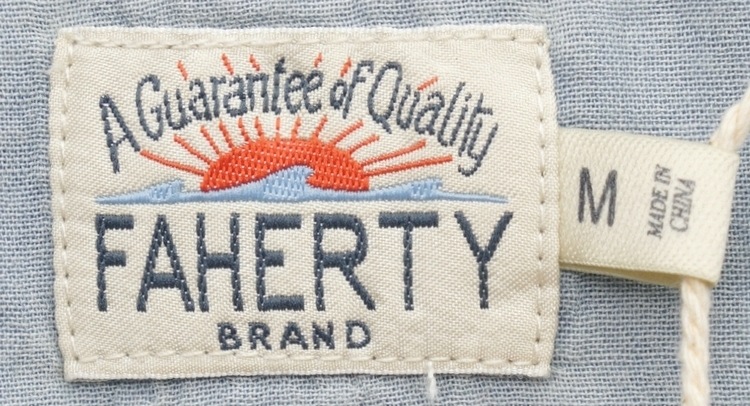 A Guarantee of Quality
FAHERTY
BRAND
M
MADE IN
CHINA